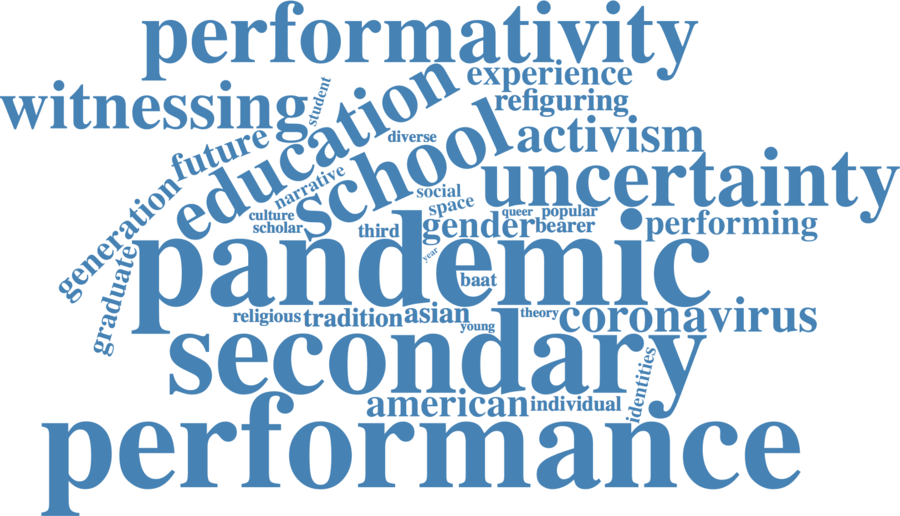 performativity
experience
witnessing
student
refiguring
education
activism
future
diverse
school
uncertainty
narrative
social
generation
space
culture
queer
popular
scholar
third
gender
bearer
performing
graduate
pandemic
year
baat
religious
tradition
asian
young
theory
coronavirus
secondary
identities
american
individual
performance